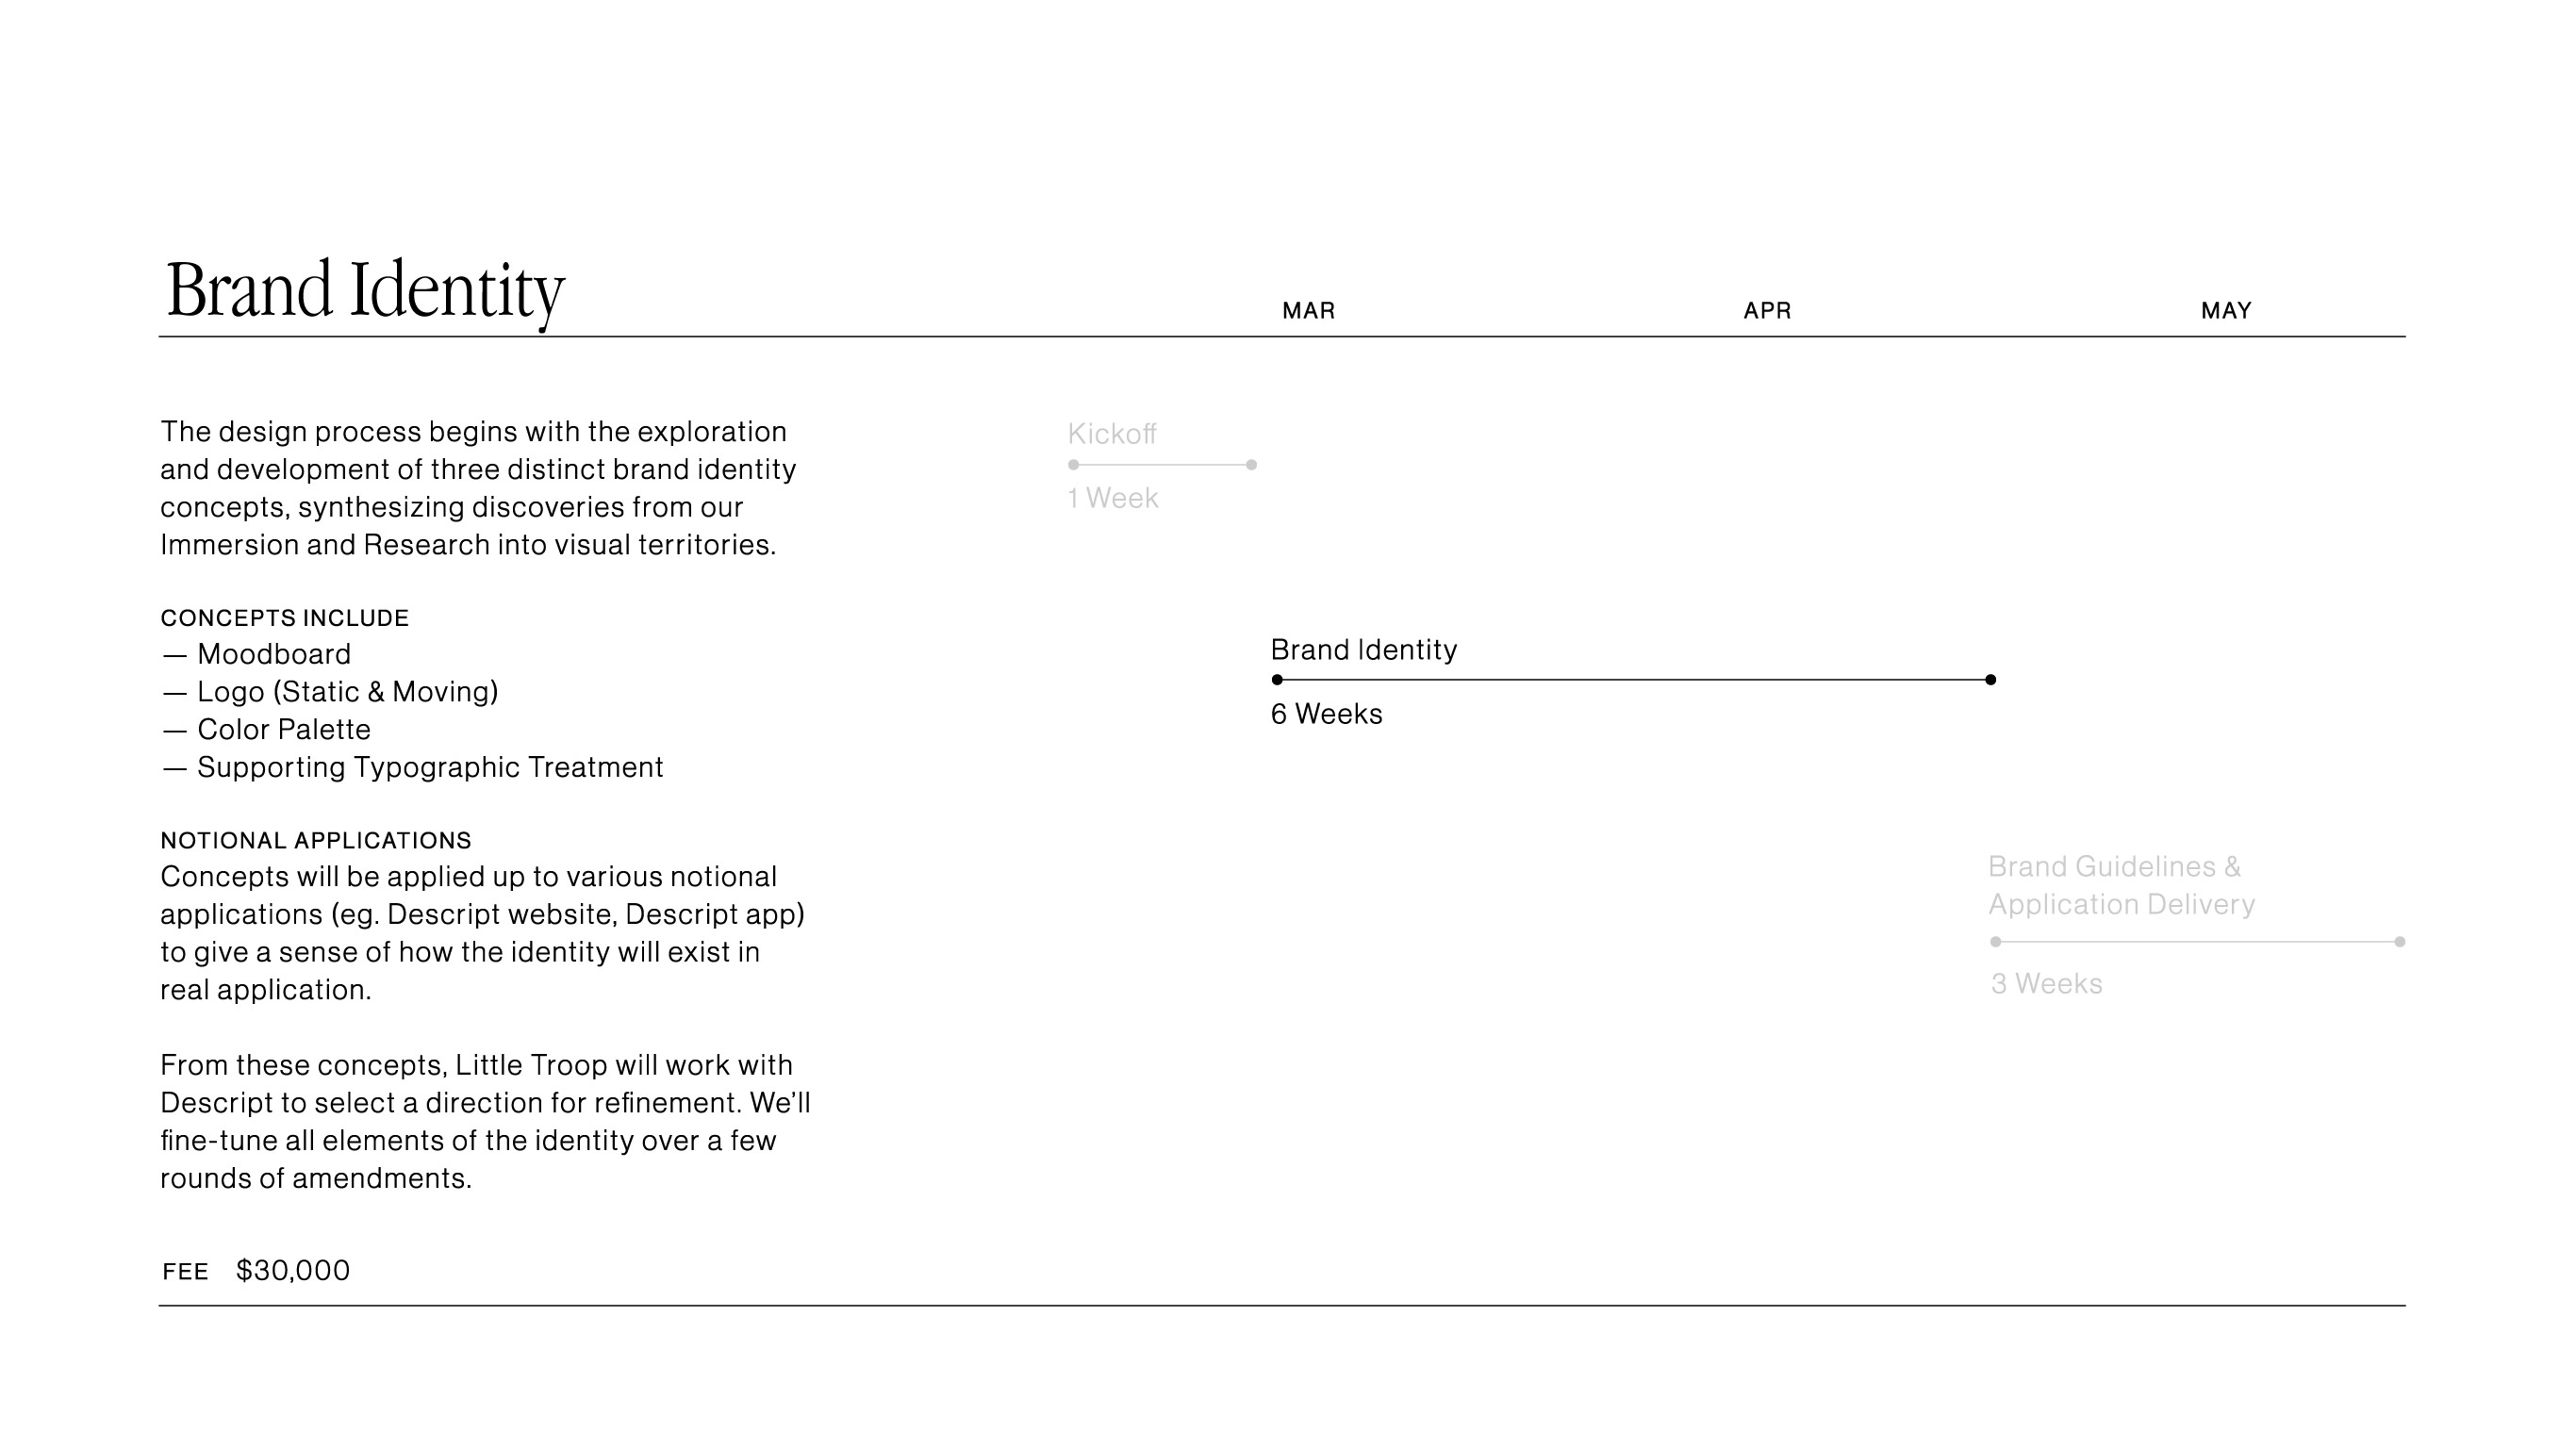 Brand Identity
MAR
APR
MAY
The design process begins with the exploration
and development of three distinct brand identity
concepts, synthesizing discoveries from our
Immersion and Research into visual territories.
CONCEPTS INCLUDE
— Moodboard
— Logo (Static & Moving)
— Color Palette
— Supporting Typographic Treatment
NOTIONAL APPLICATIONS
Concepts will be applied up to various notional
applications (eg. Descript website, Descript app)
to give a sense of how the identity will exist in
real application.
From these concepts, Little Troop will work with
Descript to select a direction for refinement. We’ll
fine-tune all elements of the identity over a few
rounds of amendments.
FEE $30,000
Kickoff
1 Week
Brand Identity
6 Weeks
Brand Guidelines &
Application Delivery
3 Weeks